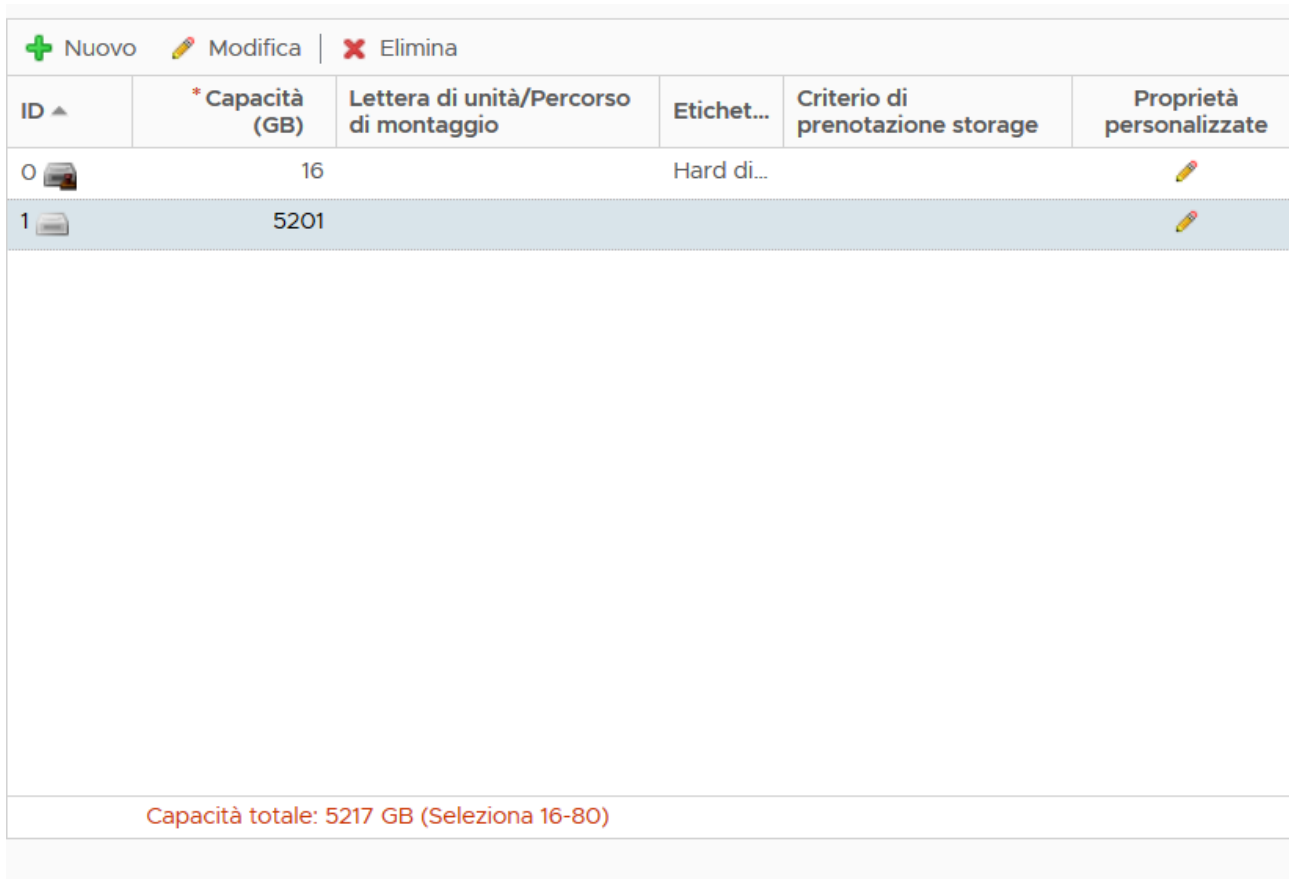 Nuovo Modifica Elimina
ID * Capacità (GB) Lettera di unità/Percorso di montaggio Etichet... Criterio di prenotazione storage Proprietà personalizzate
0 16 Hard di...
1 5201
Capacità totale: 5217 GB (Seleziona 16-80)